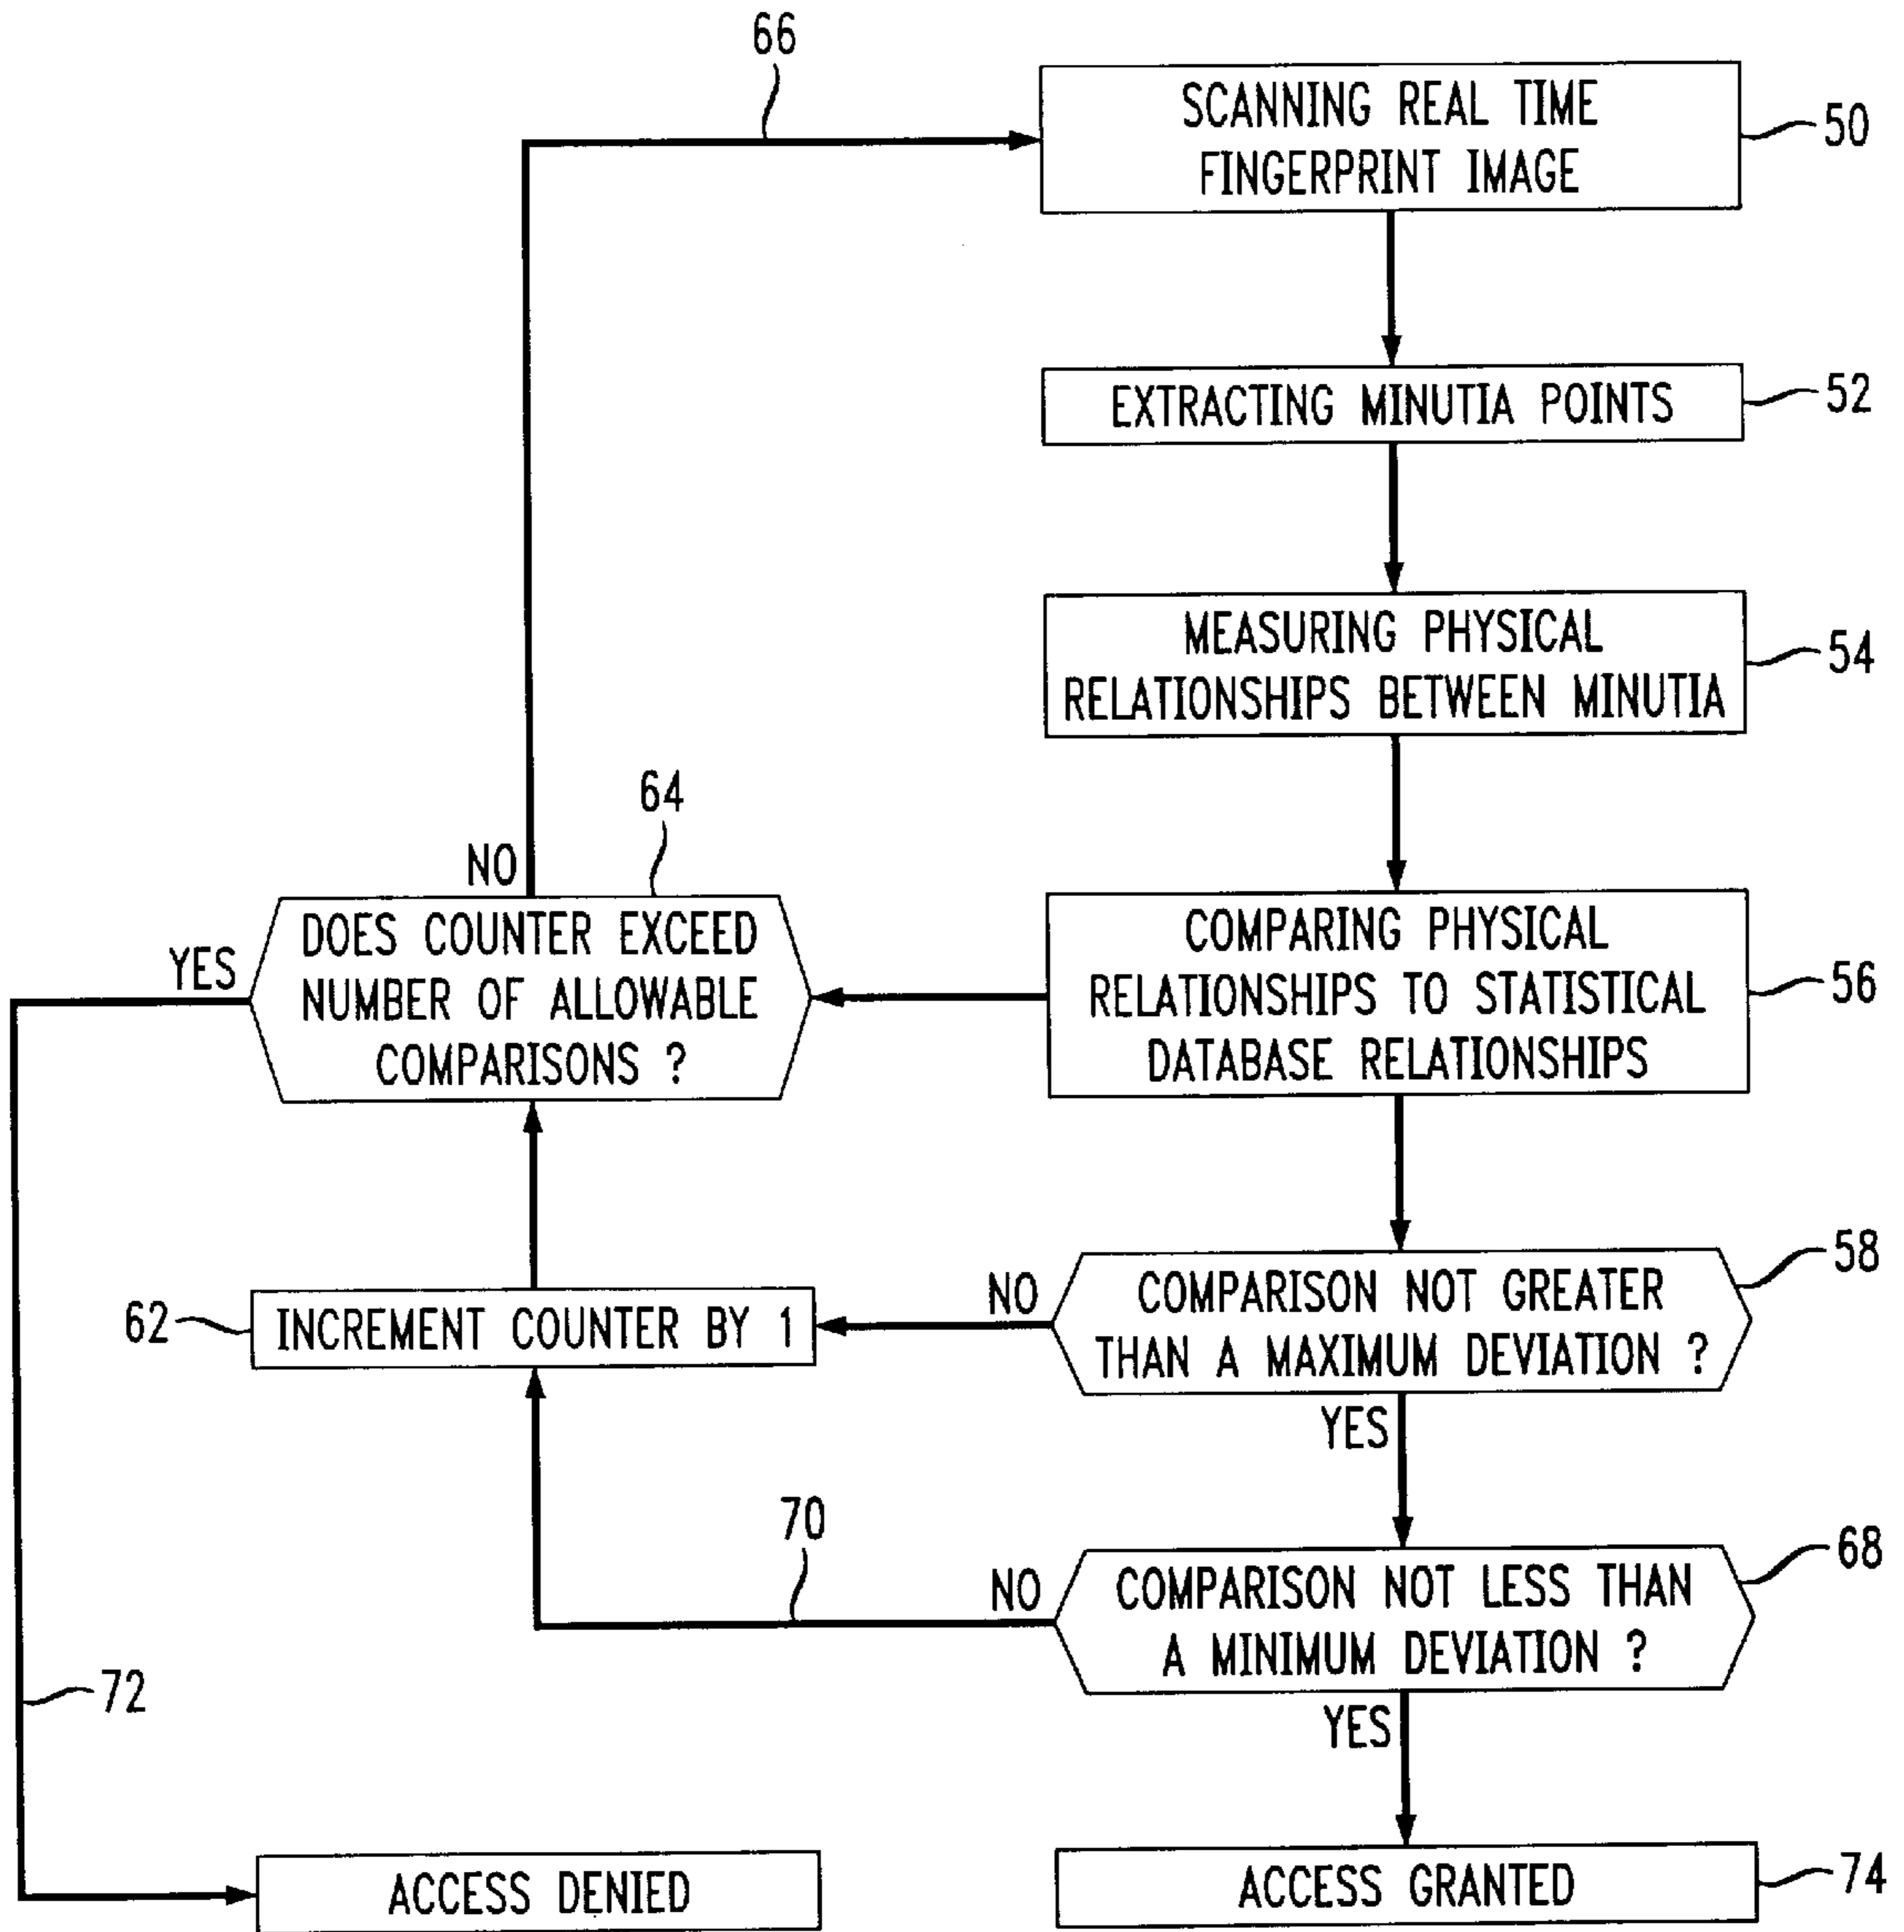 66
SCANNING REAL TIME
FINGERPRINT IMAGE
50
EXTRACTING MINUTIA POINTS
52
MEASURING PHYSICAL
RELATIONSHIPS BETWEEN MINUTIA
54
64
NO
YES
DOES COUNTER EXCEED
NUMBER OF ALLOWABLE
COMPARISONS ?
COMPARING PHYSICAL
RELATIONSHIPS TO STATISTICAL
DATABASE RELATIONSHIPS
56
62
INCREMENT COUNTER BY 1
NO
COMPARISON NOT GREATER
THAN A MAXIMUM DEVIATION ?
58
YES
70
NO
COMPARISON NOT LESS THAN
A MINIMUM DEVIATION ?
68
YES
72
ACCESS DENIED
ACCESS GRANTED
74